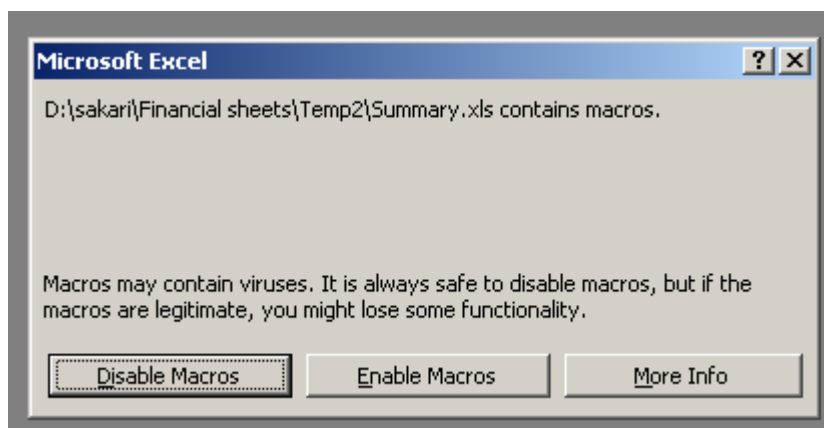 Microsoft Excel
D:\sakari\Financial sheets\Temp2\Summary.xls contains macros.
Macros may contain viruses. It is always safe to disable macros, but if the
macros are legitimate, you might lose some functionality.
Disable Macros Enable Macros More Info